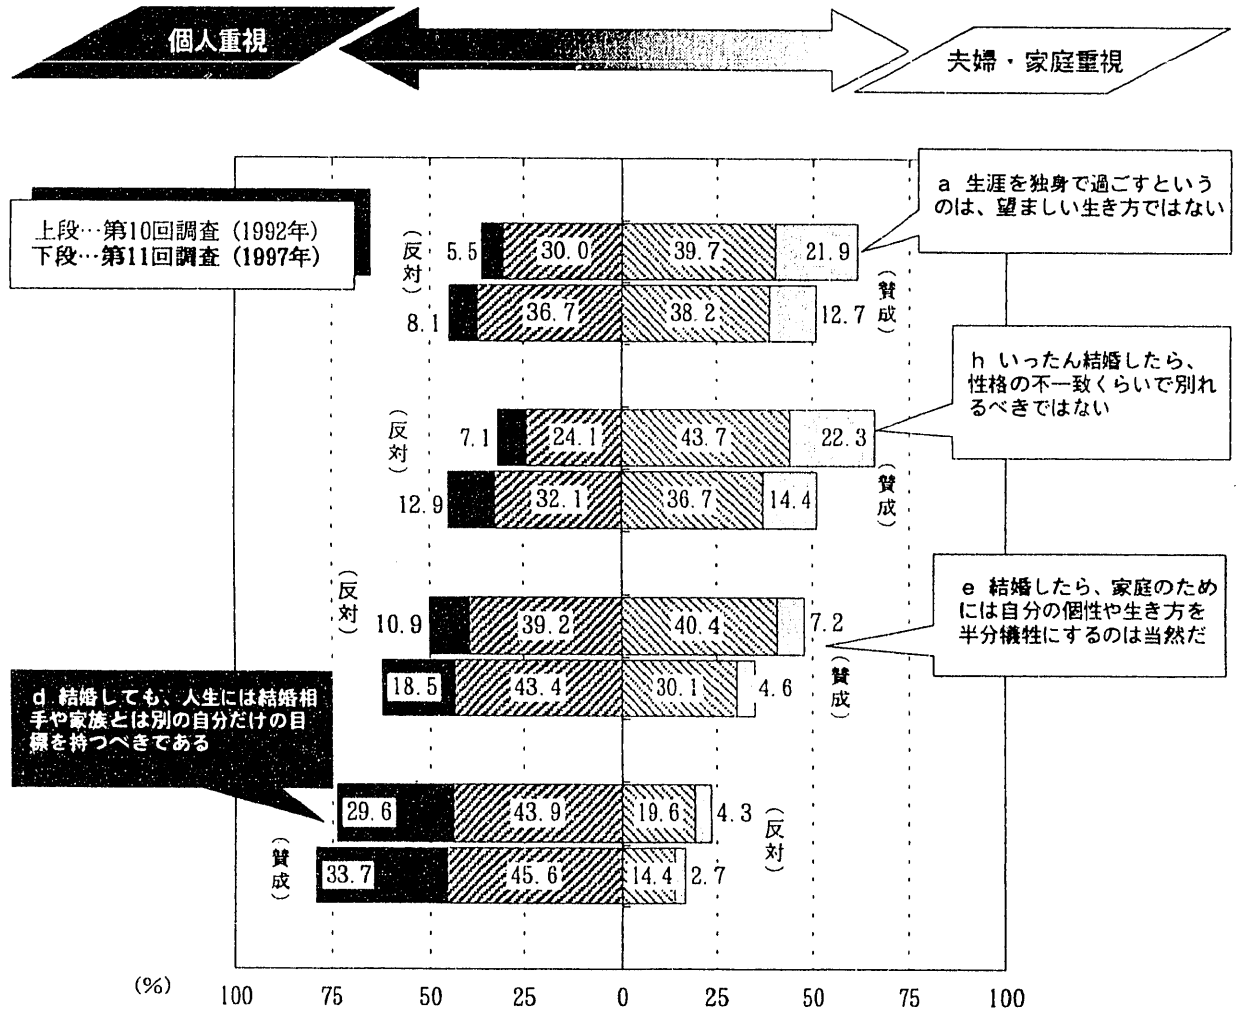 個人重視
夫婦・家庭重視
上段…第10回調査（1992年）
下段…第11回調査（1997年）
a 生涯を独身で過ごすという
のは、望ましい生き方ではない
（反対）
5.5
30.0
39.7
21.9
（賛成）
8.1
36.7
38.2
12.7
h いったん結婚したら、
性格の不一致くらいで別れ
るべきではない
（反対）
7.1
24.1
43.7
22.3
（賛成）
12.9
32.1
36.7
14.4
e 結婚したら、家庭のため
には自分の個性や生き方を
半分犠牲にするのは当然だ
（反対）
10.9
39.2
40.4
7.2
（賛成）
18.5
43.4
30.1
4.6
d 結婚しても、人生には結婚相
手や家族とは別の自分だけの目
標を持つべきである
29.6
43.9
19.6
4.3
（反対）
（賛成）
33.7
45.6
14.4
2.7
（%）
100 75 50 25 0 25 50 75 100